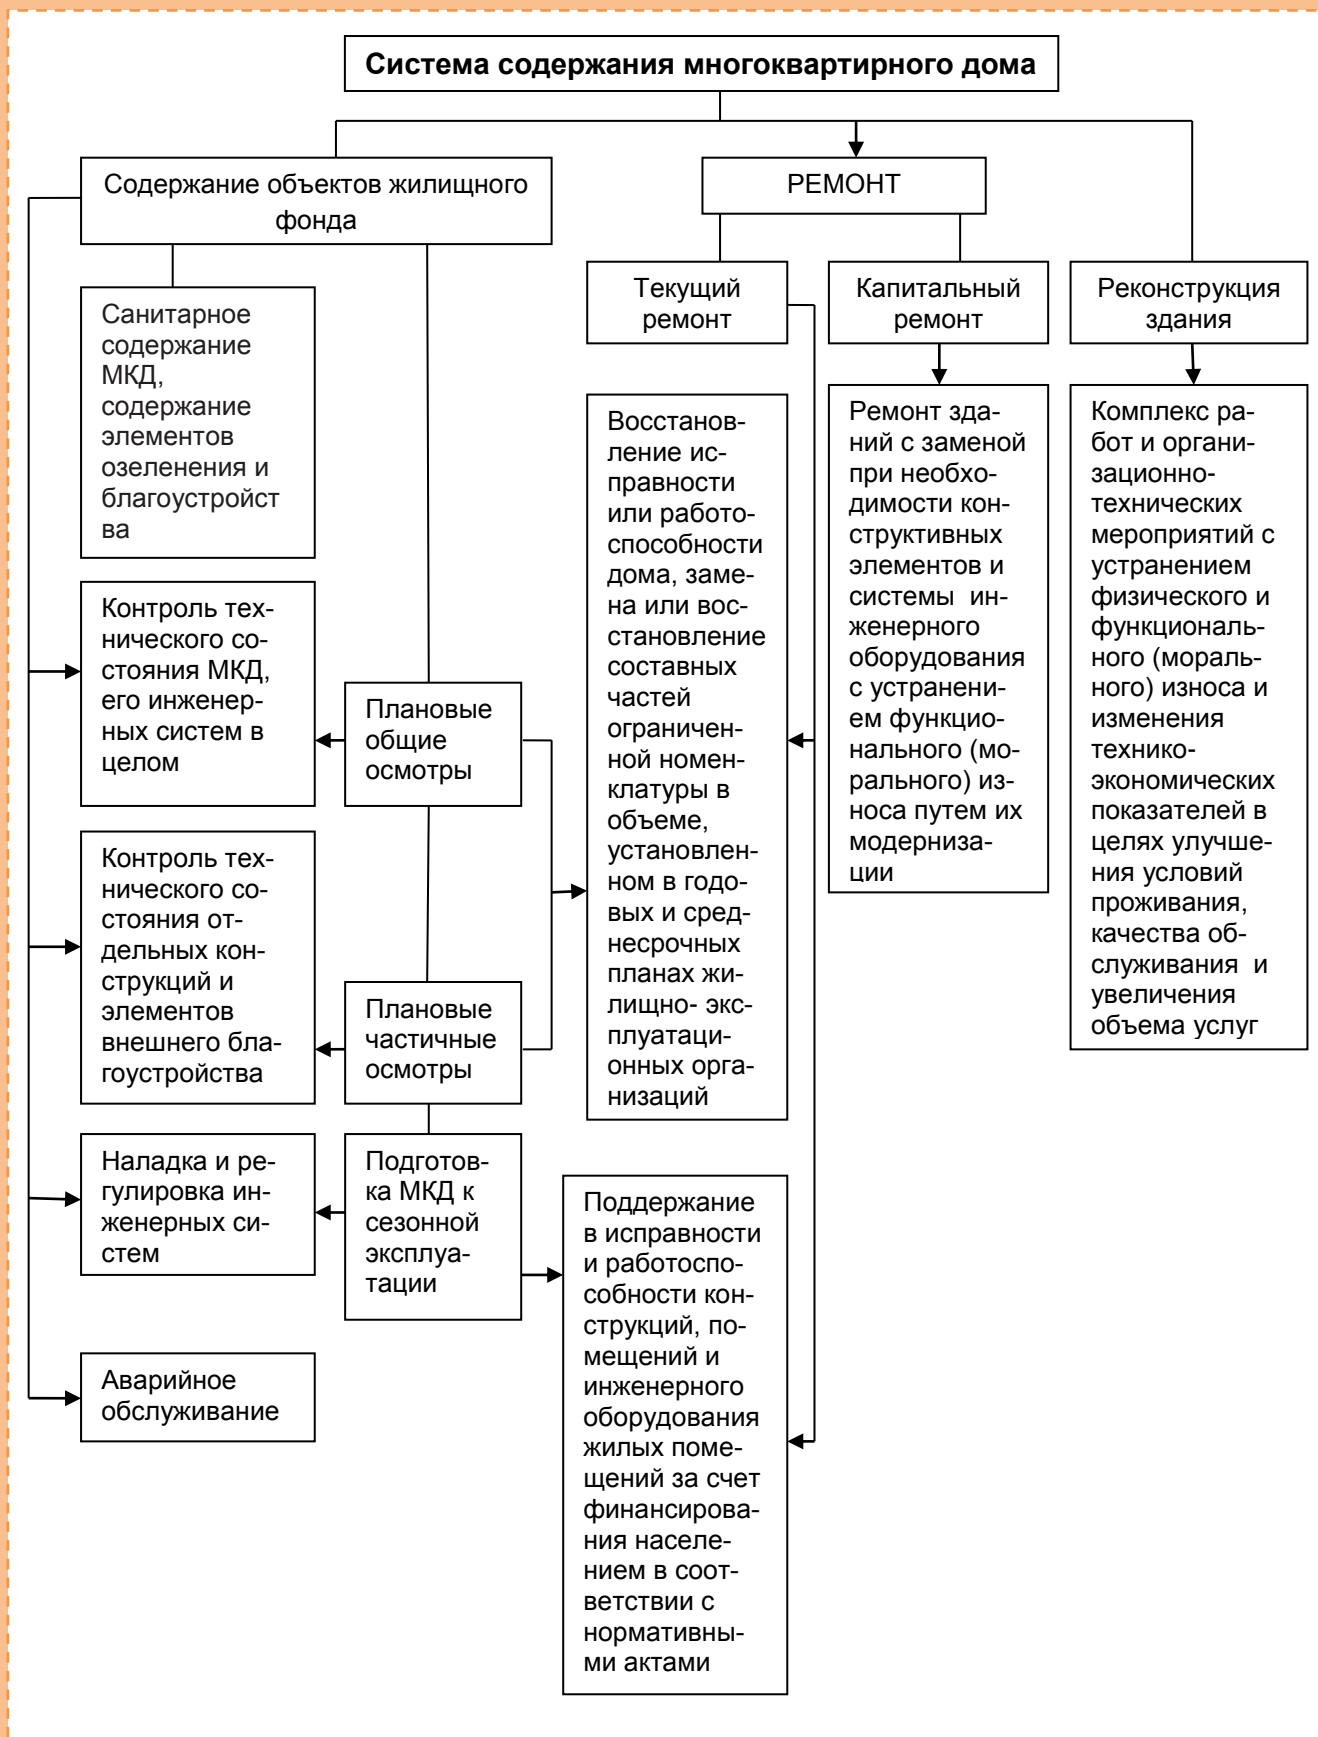 Система содержания многоквартирного дома
Содержание объектов жилищного
фонда
РЕМОНТ
Текущий
ремонт
Капитальный
ремонт
Реконструкция
здания
Санитарное
содержание
МКД,
содержание
элементов
озеленения и
благоустройст
ва
Контроль тех-
нического со-
стояния МКД,
его инженер-
ных систем в
целом
Контроль тех-
нического со-
стояния от-
дельных кон-
струкций и
элементов
внешнего бла-
гоустройства
Наладка и ре-
гулировка ин-
женерных си-
стем
Аварийное
обслуживание
Плановые
общие
осмотры
Плановые
частичные
осмотры
Подготов-
ка МКД к
сезонной
эксплуа-
тации
Восстанов-
ление ис-
правности
или работо-
способности
дома, заме-
на или вос-
становление
составных
частей
ограничен-
ной номен-
клатуры в
объеме,
установлен-
ном в годо-
вых и сред-
несрочных
планах жи-
лищно- экс-
плуатаци-
онных орга-
низаций
Поддержание
в исправности
и работоспо-
собности кон-
струкций, по-
мещений и
инженерного
оборудования
жилых поме-
щений за счет
финансирова-
ния населе-
нием в соот-
ветствии с
нормативны-
ми актами
Ремонт зда-
ний с заменой
при необхо-
димости кон-
структивных
элементов и
системы  ин-
женерного
оборудования
с устранени-
ем функцио-
нального (мо-
рального) из-
носа путем их
модерниза-
ции
Комплекс ра-
бот и органи-
зационно-
технических
мероприятий с
устранением
физического и
функциональ-
ного (мораль-
ного) износа и
изменения
технико-
экономических
показателей в
целях улучше-
ния условий
проживания,
качества об-
служивания  и
увеличения
объема услуг